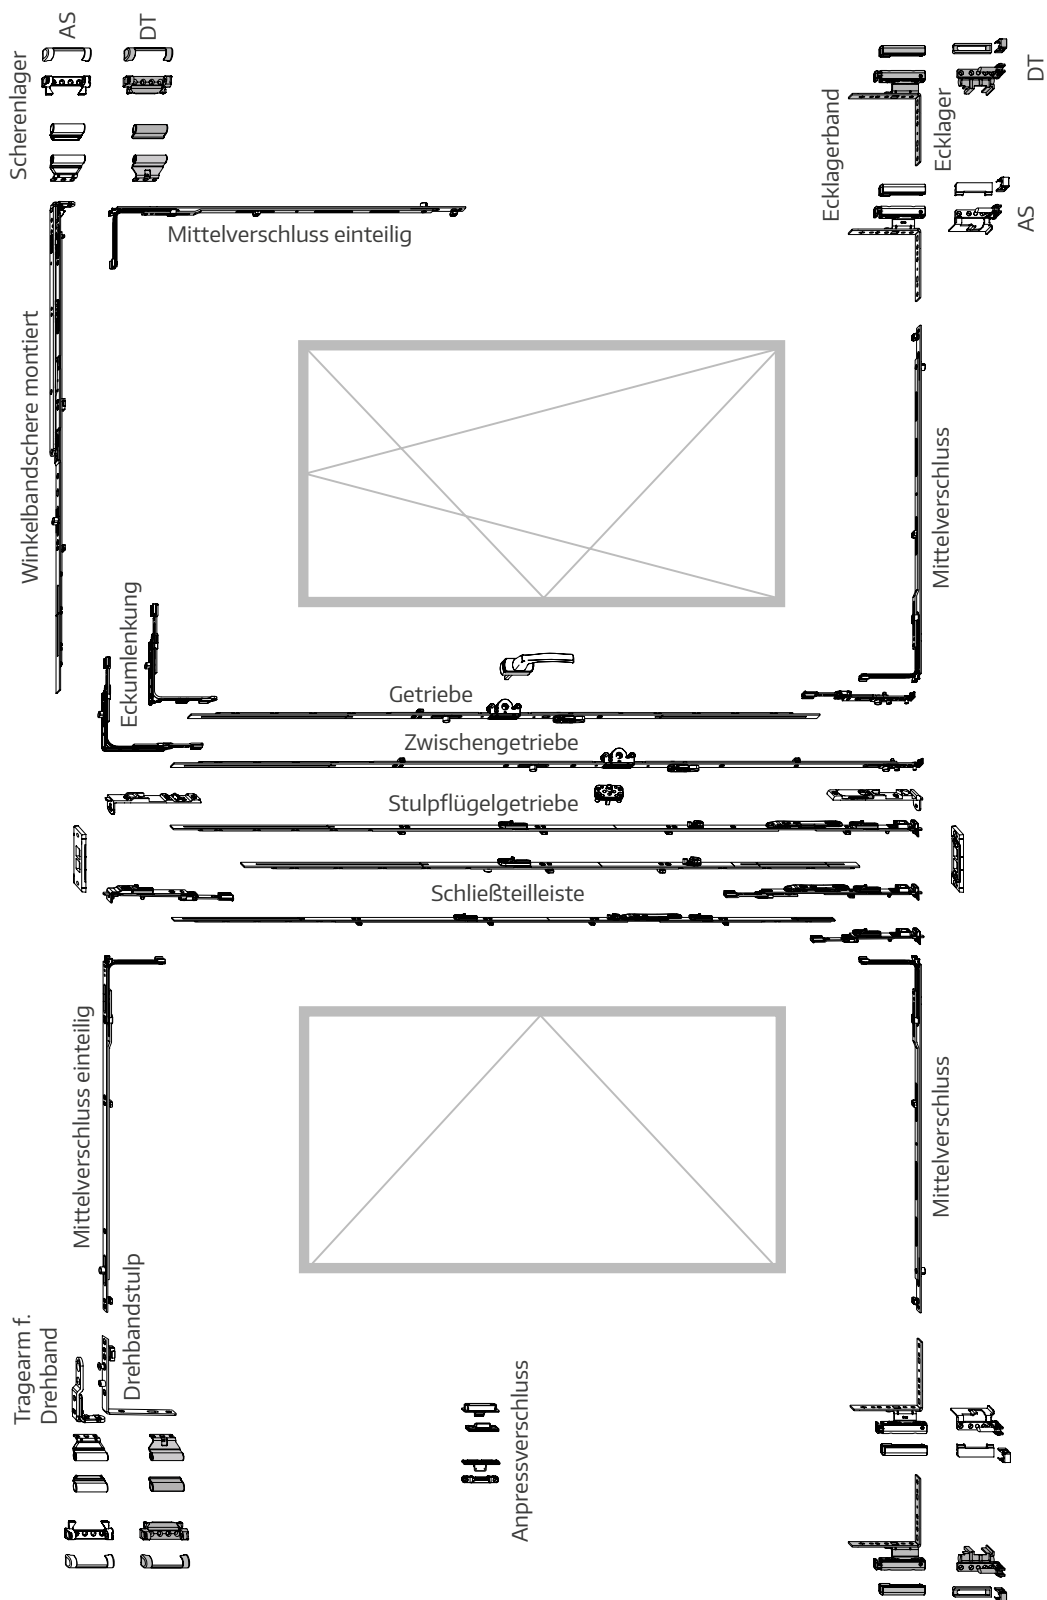 Scherenlager
AS
DT
Mittelverschluss einteilig
Winkelbandschere montiert
Ecklagerband
Ecklager
DT
AS
Mittelverschluss
Eckumlenkung
Getriebe
Zwischengetriebe
Stulpflügelgetriebe
Schließteilleiste
Mittelverschluss einteilig
Mittelverschluss
Tragearm f.
Drehband
Drehbandstulp
Anpressverschluss